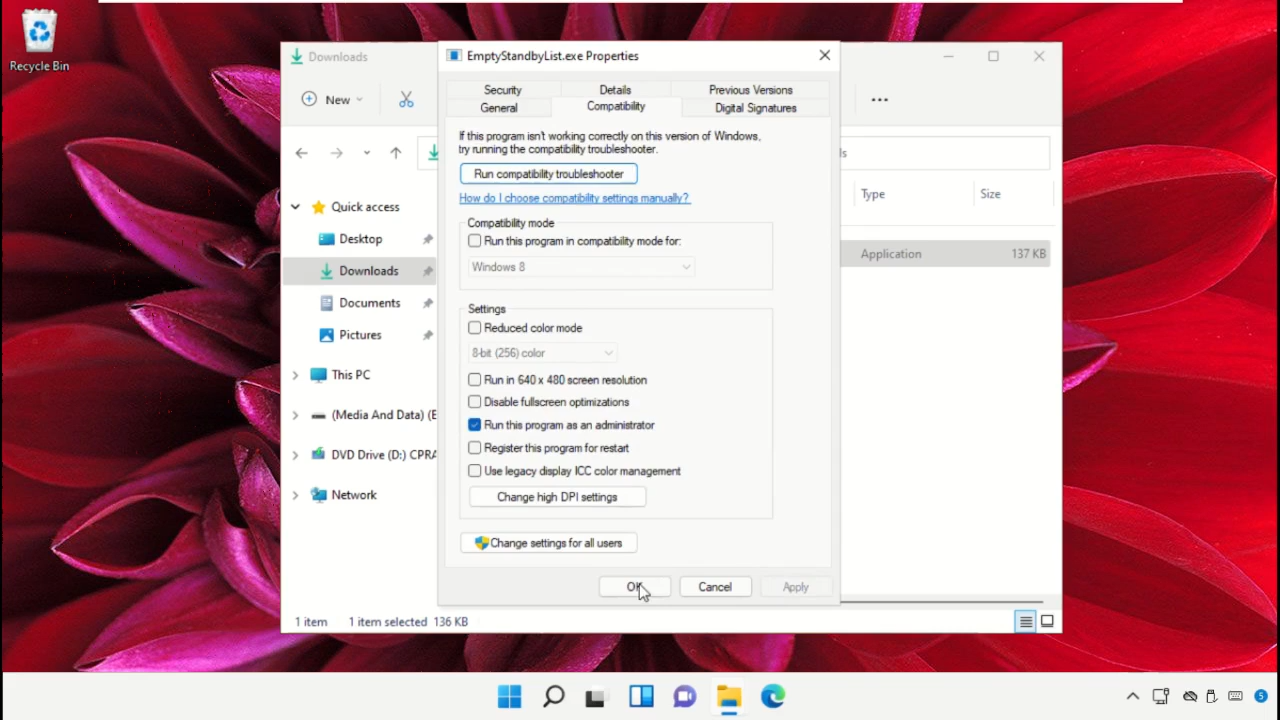 Recycle Bin
Downloads
EmptyStandbyList.exe Properties
New
Security
Details
Previous Versions
General
Compatibility
Digital Signatures
If this program isn't working correctly on this version of Windows,
try running the compatibility troubleshooter.
Run compatibility troubleshooter
How do I choose compatibility settings manually?
Compatibility mode
Run this program in compatibility mode for:
Windows 8
Settings
Reduced color mode
8-bit (256) color
Run in 640 x 480 screen resolution
Disable fullscreen optimizations
Run this program as an administrator
Register this program for restart
Use legacy display ICC color management
Change high DPI settings
Change settings for all users
OK
Cancel
Apply
Quick access
Desktop
Downloads
Documents
Pictures
This PC
(Media And Data) (E
DVD Drive (D:) CPRA
Network
ls
Type
Size
Application
137 KB
1 item
1 item selected 136 KB
5